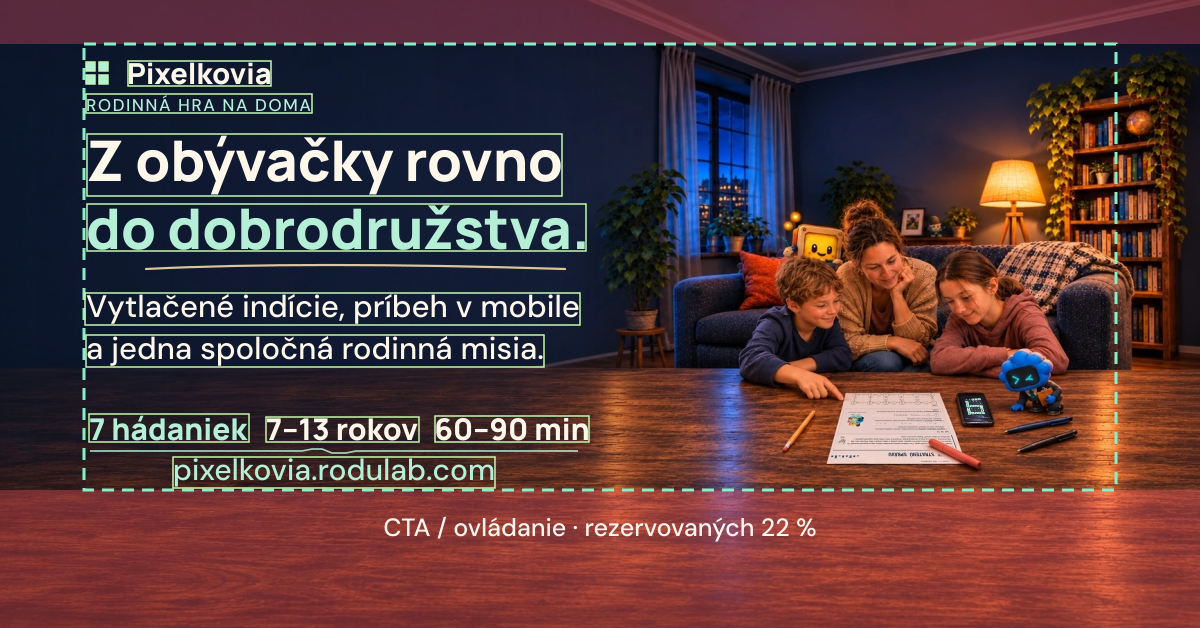 Pixelkovia
RODINNÁ HRA NA DOMA
Z obývačky rovno
do dobrodružstva.
Vytlačené indície, príbeh v mobile
a jedna spoločná rodinná misia.
7 hádaniek 7–13 rokov 60–90 min
pixelkovia.rodulab.com
CTA / ovládanie · rezervovaných 22 %